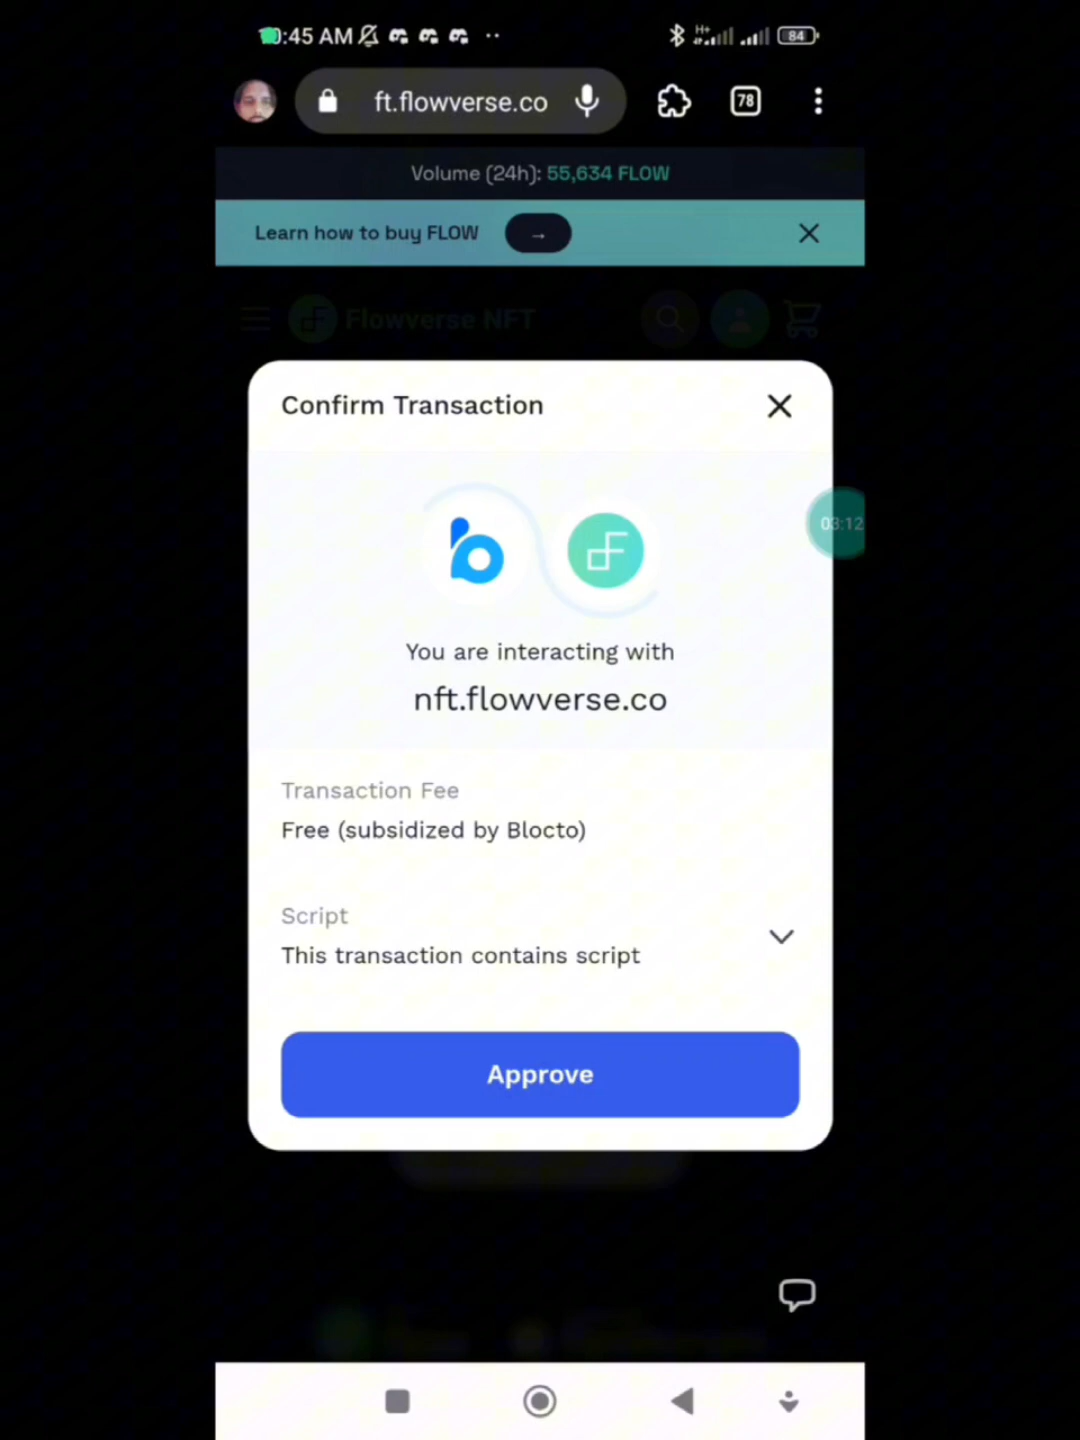 0:45 AM
84
ft.flowverse.co
78
Volume (24h): 55,634 FLOW
Learn how to buy FLOW →
Flowverse NFT
Confirm Transaction
03:12
You are interacting with
nft.flowverse.co
Transaction Fee
Free (subsidized by Blocto)
Script
This transaction contains script
Approve